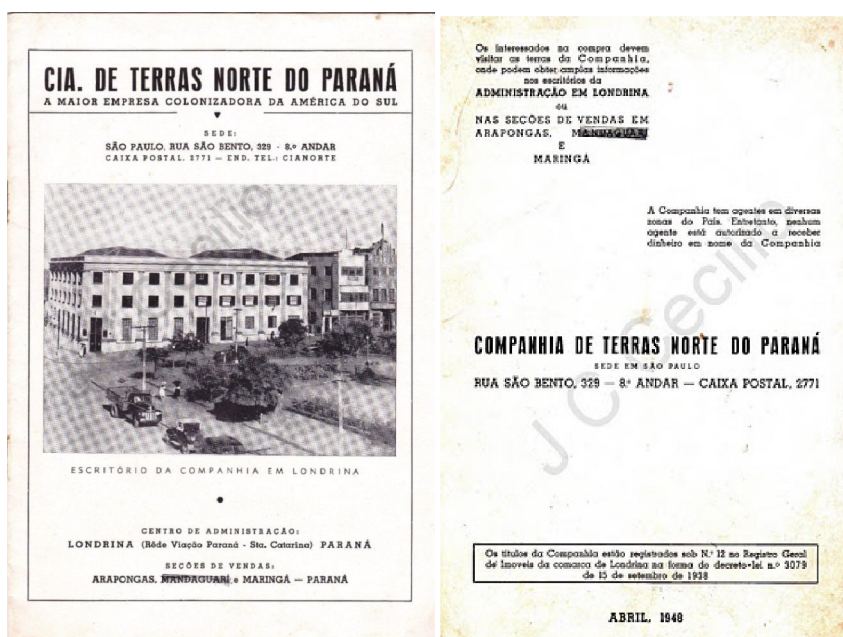 CIA. DE TERRAS NORTE DO PARANÁ
A MAIOR EMPRESA COLONIZADORA DA AMÉRICA DO SUL
SEDE:
SÃO PAULO, RUA SÃO BENTO, 329 - 8.º ANDAR
CAIXA POSTAL, 2771 — END. TEL.: CIANORTE
ESCRITÓRIO DA COMPANHIA EM LONDRINA
CENTRO DE ADMINISTRAÇÃO:
LONDRINA (Rêde Viação Paraná - Sta. Catarina) PARANÁ
SECÕES DE VENDAS:
ARAPONGAS, MANDAGUARÍ e MARINGÁ — PARANÁ
Os interessados na compra devem
visitar as terras da Companhia,
onde podem obter amplas informações
nos escritórios da
ADMINISTRAÇÃO EM LONDRINA
ou
NAS SECÕES DE VENDAS EM
ARAPONGAS, MANDAGUARÍ
E
MARINGÁ
A Companhia tem agentes em diversas
zonas do País. Entretanto, nenhum
agente está autorizado a receber
dinheiro em nome da Companhia
COMPANHIA DE TERRAS NORTE DO PARANÁ
SEDE EM SÃO PAULO
RUA SÃO BENTO, 329 — 8.º ANDAR — CAIXA POSTAL, 2771
J C Cecilio
Os títulos da Companhia estão registrados sob N.º 12 no Registro Geral
de Imoveis da comarca de Londrina na forma do decreto-lei n.º 3079
de 15 de setembro de 1938
ABRIL, 1948